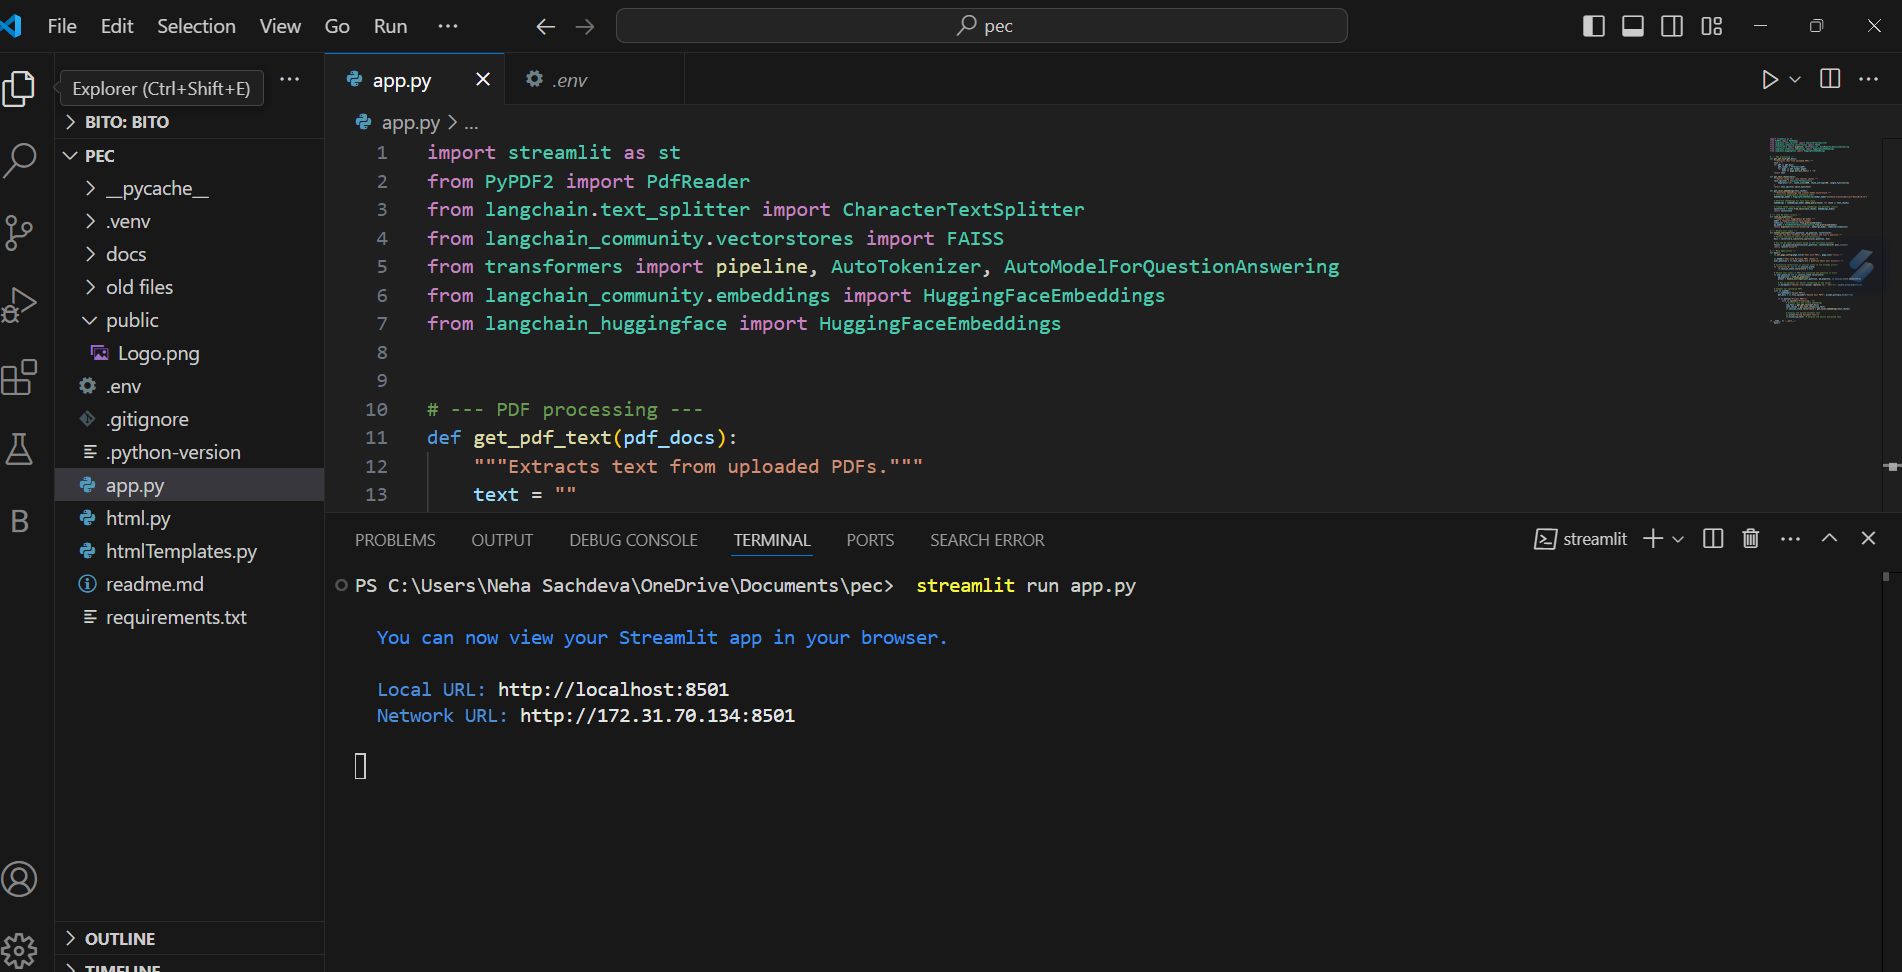 File Edit Selection View Go Run ···
pec
Explorer (Ctrl+Shift+E)
BITO: BITO
PEC
__pycache__
.venv
docs
old files
public
Logo.png
.env
.gitignore
.python-version
app.py
html.py
htmlTemplates.py
readme.md
requirements.txt
OUTLINE
TIMELINE
B
app.py
.env
app.py > ...
1 import streamlit as st
2 from PyPDF2 import PdfReader
3 from langchain.text_splitter import CharacterTextSplitter
4 from langchain_community.vectorstores import FAISS
5 from transformers import pipeline, AutoTokenizer, AutoModelForQuestionAnswering
6 from langchain_community.embeddings import HuggingFaceEmbeddings
7 from langchain_huggingface import HuggingFaceEmbeddings
8
9
10 # --- PDF processing ---
11 def get_pdf_text(pdf_docs):
12 """Extracts text from uploaded PDFs."""
13 text = ""
PROBLEMS OUTPUT DEBUG CONSOLE TERMINAL PORTS SEARCH ERROR
streamlit
PS C:\Users\Neha Sachdeva\OneDrive\Documents\pec> streamlit run app.py
You can now view your Streamlit app in your browser.
Local URL: http://localhost:8501
Network URL: http://172.31.70.134:8501